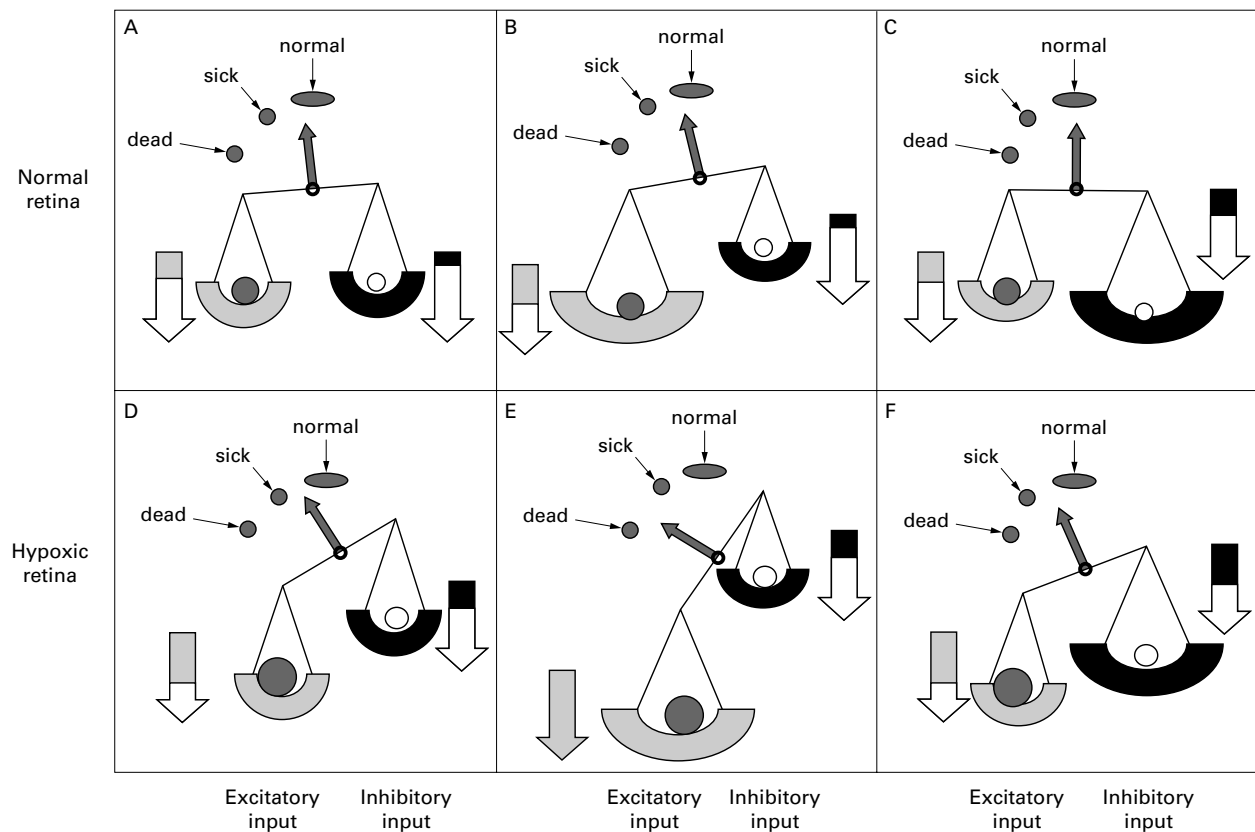 A
normal
sick
dead
B
normal
sick
dead
C
normal
sick
dead
Normal
retina
D
normal
sick
dead
E
normal
sick
dead
F
normal
sick
dead
Hypoxic
retina
Excitatory
input
Inhibitory
input
Excitatory
input
Inhibitory
input
Excitatory
input
Inhibitory
input